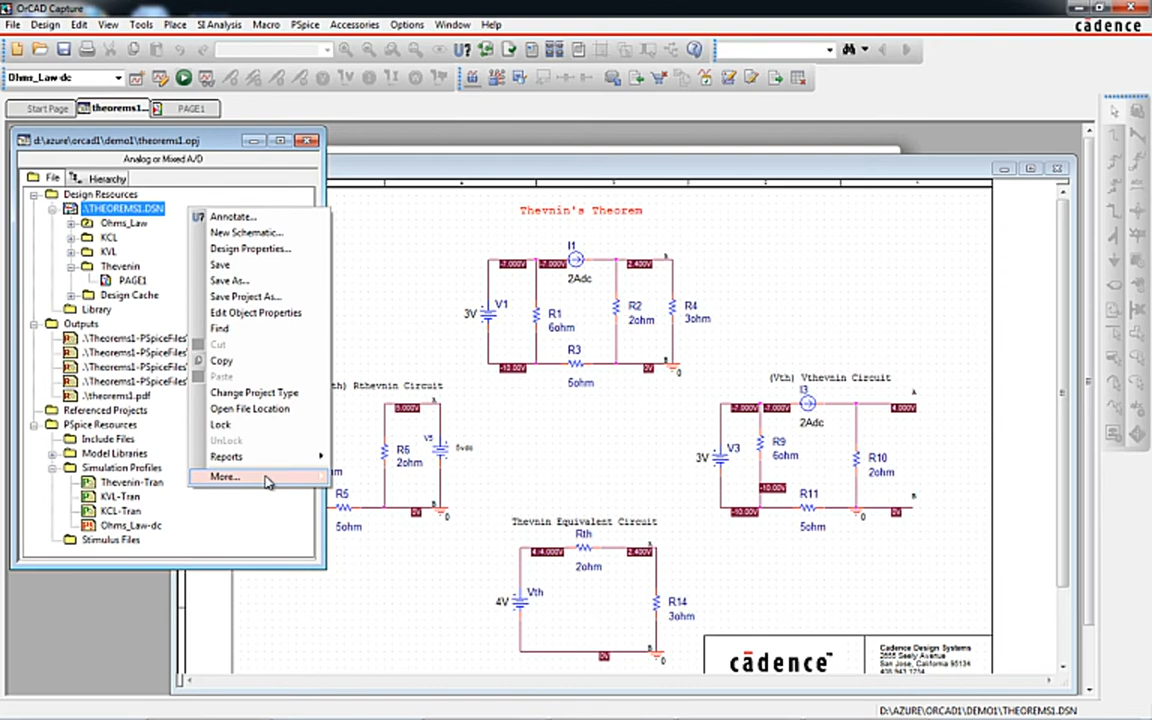 OrCAD Capture
File Design Edit View Tools Place SI Analysis Macro PSpice Accessories Options Window Help
cādence
U?
Ohms_Law-dc
Start Page theorems1... PAGE1
d:\azure\orcad1\demo1\theorems1.opj
Analog or Mixed A/D
File Hierarchy
Design Resources
.\THEOREMS1.DSN
Ohms_Law
KCL
KVL
Thevenin
PAGE1
Design Cache
Library
Outputs
.\Theorems1-PSpiceFiles\
.\Theorems1-PSpiceFiles\
.\Theorems1-PSpiceFiles\
.\Theorems1-PSpiceFiles\
.\theorems1.pdf
Referenced Projects
PSpice Resources
Include Files
Model Libraries
Simulation Profiles
Thevenin-Tran
KVL-Tran
KCL-Tran
Ohms_Law-dc
Stimulus Files
U? Annotate...
New Schematic...
Design Properties...
Save
Save As...
Save Project As...
Edit Object Properties
Find
Cut
Copy
Paste
Change Project Type
Open File Location
Lock
UnLock
Reports
More...
Thevnin's Theorem
I1
-7.000V -7.000V 2.400V A
2Adc
3V V1 R1 6ohm R2 2ohm R4 3ohm
R3
-10.00V 0V B 0
5ohm
th) Rthevnin Circuit
5.000V A
R6 2ohm V5
R5
0V B 0
5ohm
(Vth) Vthevnin Circuit
I3
-7.000V -7.000V 4.000V A
2Adc
3V V3 R9 6ohm R10 2ohm
-10.00V
R11
-10.00V 0V B 0
5ohm
Thevnin Equivalent Circuit
Rth
2.400V A
2ohm
4V Vth R14 3ohm
0V B 0
cādence™
Cadence Design Systems
2655 Seely Avenue
San Jose, California 95134
408.943.1234
D:\AZURE\ORCAD1\DEMO1\THEOREMS1.DSN